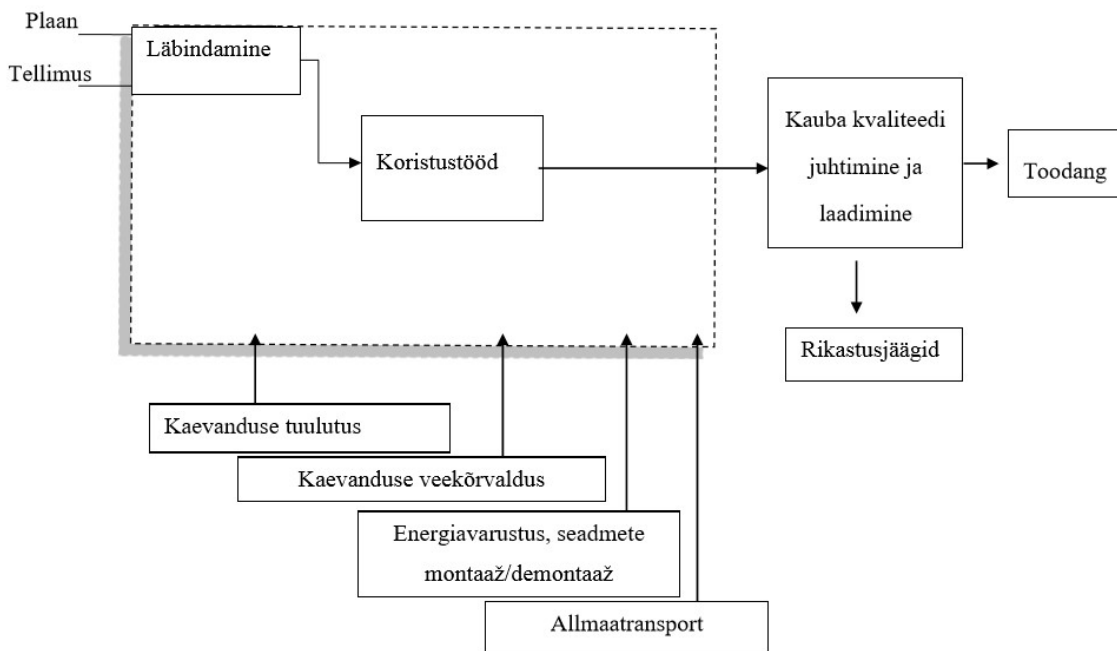 Plaan
Tellimus
Läbindamine
Koristustööd
Kauba kvaliteedi
juhtimine ja
laadimine
Toodang
Rikastusjäägid
Kaevanduse tuulutus
Kaevanduse veekõrvaldus
Energiavarustus, seadmete
montaaž/demontaaž
Allmaatransport